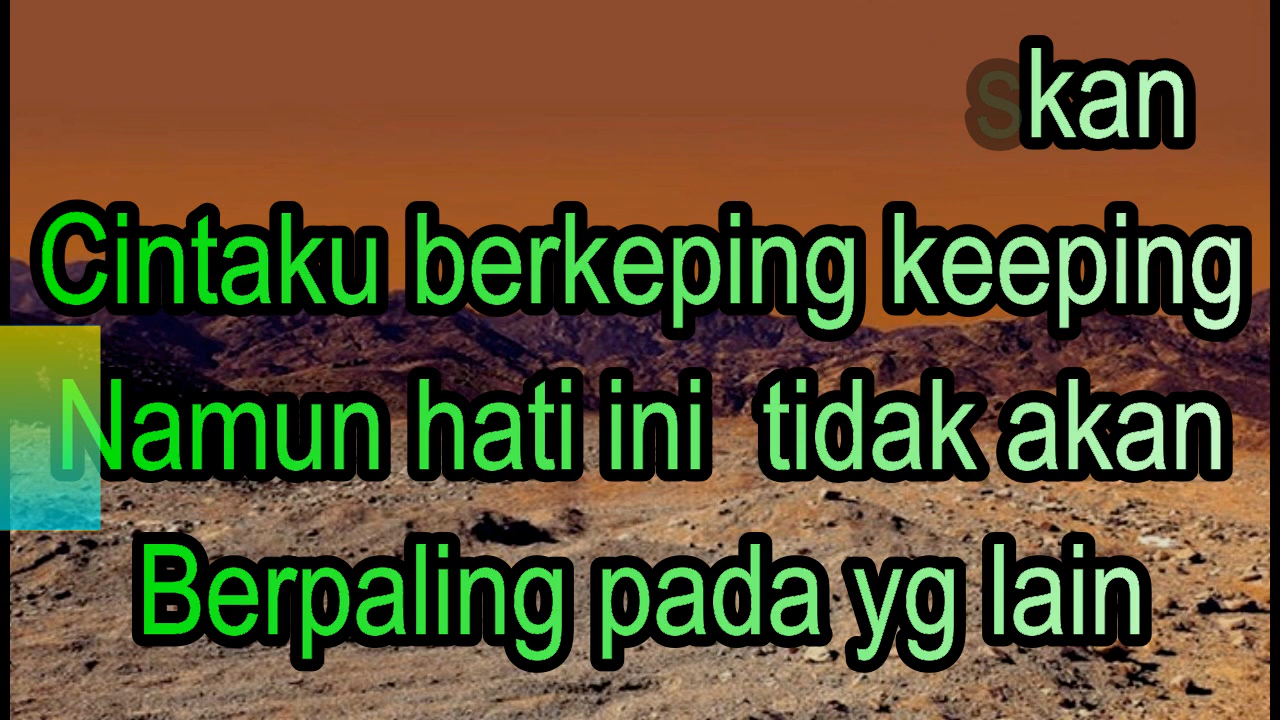 skan
Cintaku berkeping keeping
Namun hati ini  tidak akan
Berpaling pada yg lain